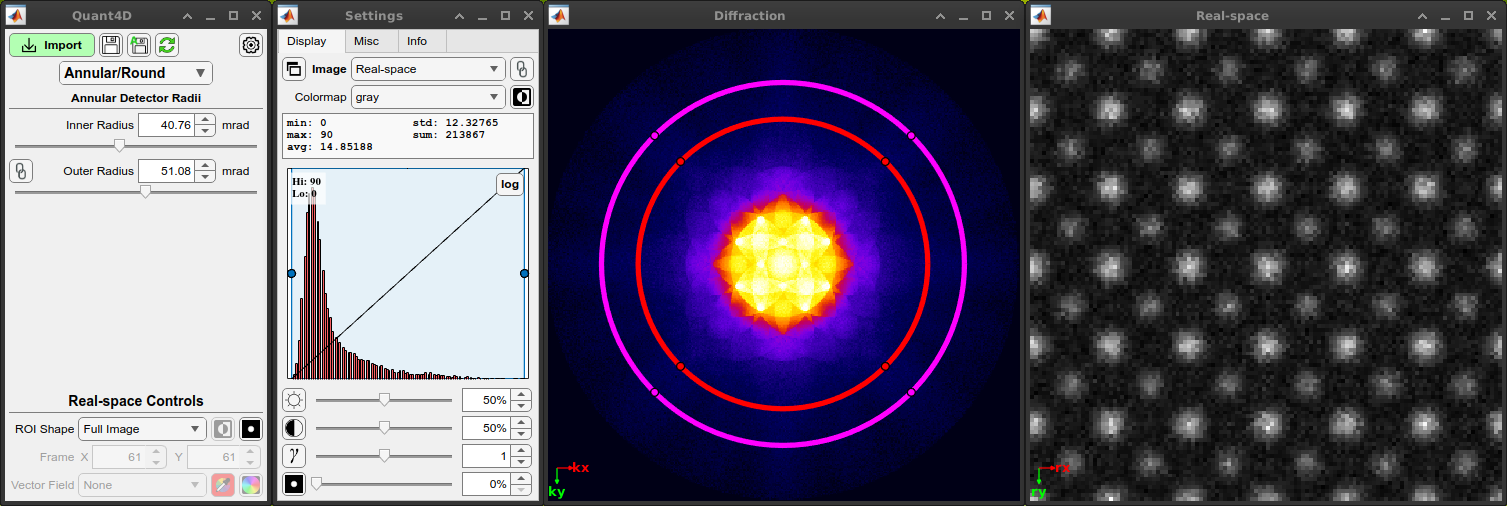 Quant4D
Import
Annular/Round
Annular Detector Radii
Inner Radius 40.76 mrad
Outer Radius 51.08 mrad
Real-space Controls
ROI Shape Full Image
Frame X 61 Y 61
Vector Field None
Settings
Display Misc Info
Image Real-space
Colormap gray
min: 0 std: 12.32765
max: 90 sum: 213867
avg: 14.85188
Hi: 90 log
Lo: 0
50%
50%
γ 1
0%
Diffraction
kx
ky
Real-space
rx
ry